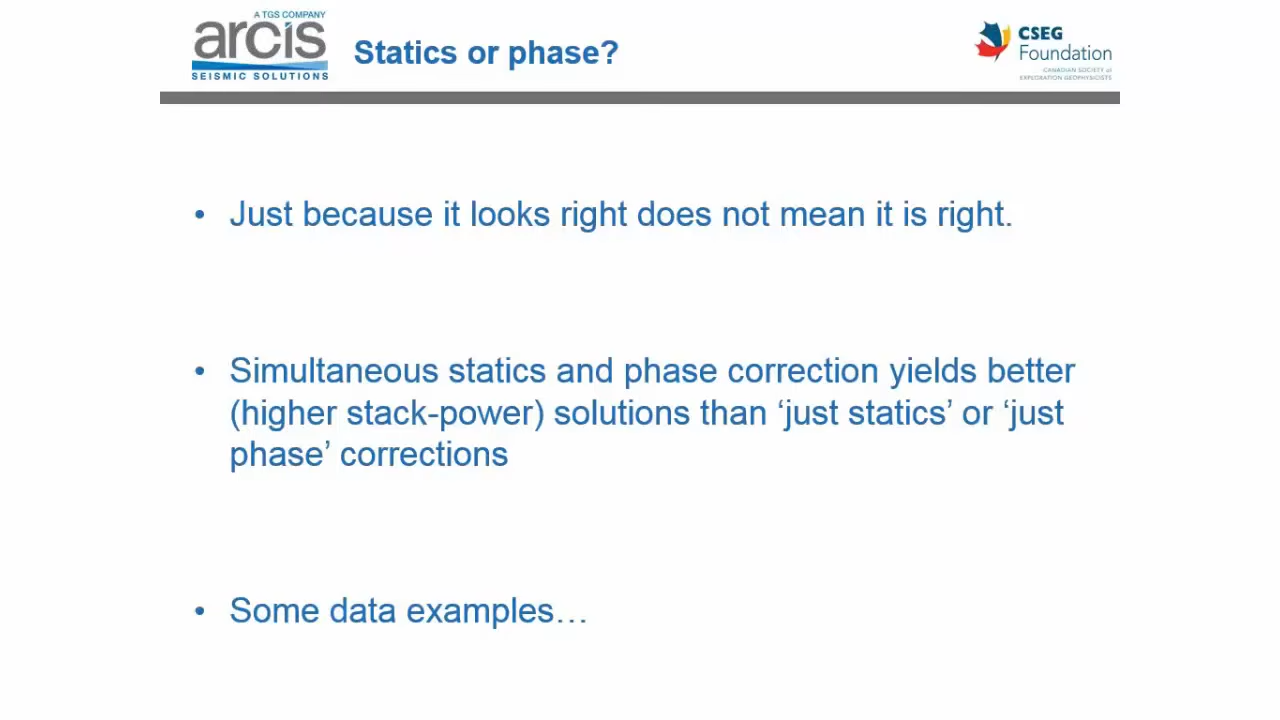 A TGS COMPANY
arcis
SEISMIC SOLUTIONS
Statics or phase?
CSEG
Foundation
CANADIAN SOCIETY of
EXPLORATION GEOPHYSICISTS
• Just because it looks right does not mean it is right.
• Simultaneous statics and phase correction yields better
(higher stack-power) solutions than ‘just statics’ or ‘just
phase’ corrections
• Some data examples…